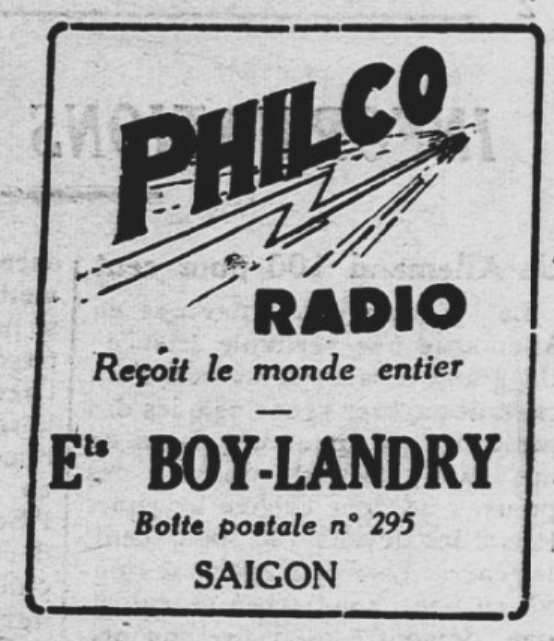 PHILCO
RADIO
Reçoit le monde entier
Ets BOY-LANDRY
Boîte postale n° 295
SAIGON